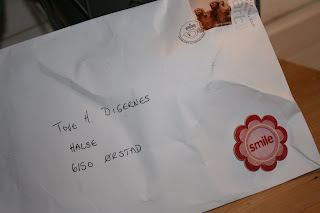 Tove H. DIGERNES
HALSE
6150 ØRSTAD
smile